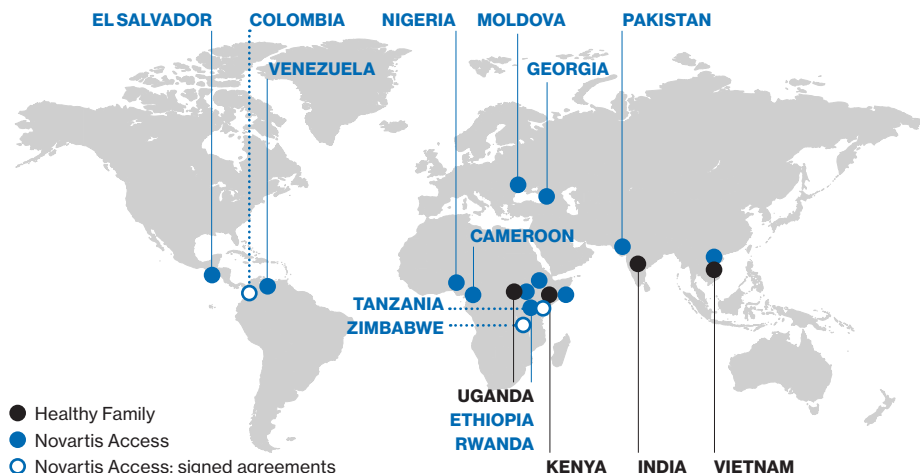 EL SALVADOR
COLOMBIA
NIGERIA
MOLDOVA
PAKISTAN
VENEZUELA
GEORGIA
CAMEROON
TANZANIA
ZIMBABWE
UGANDA
ETHIOPIA
RWANDA
KENYA
INDIA
VIETNAM
Healthy Family
Novartis Access
Novartis Access: signed agreements